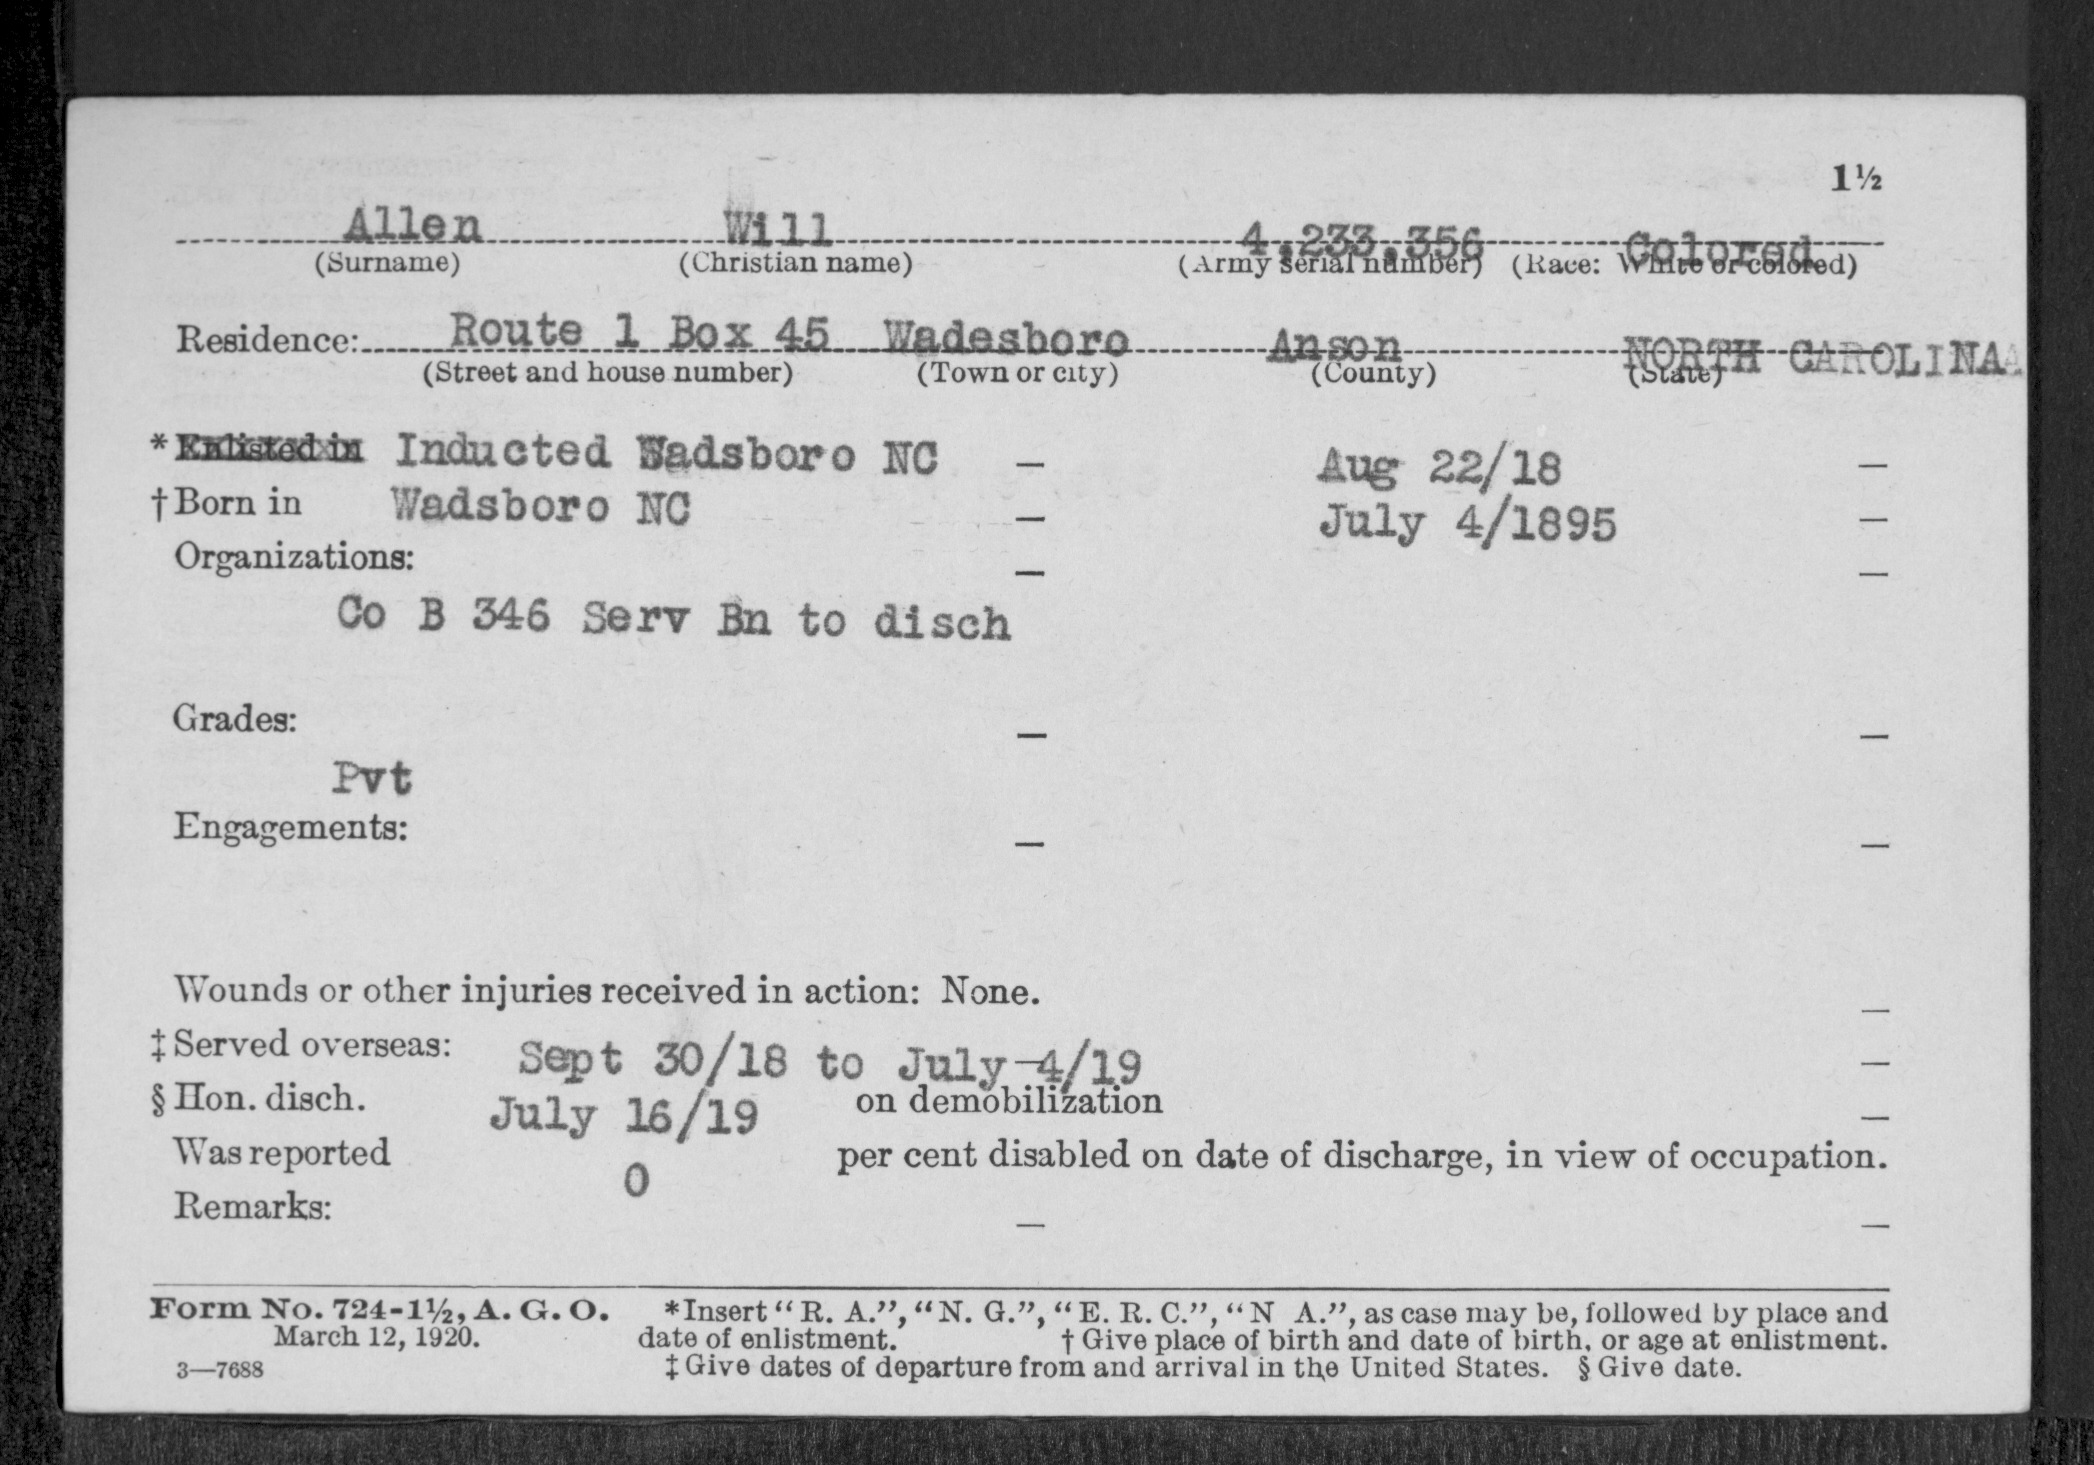 1½
Allen Will 4,233,356 Colored
(Surname) (Christian name) (Army serial number) (Race: White or colored)
Residence: Route 1 Box 45 Wadesboro Anson NORTH CAROLINA
(Street and house number) (Town or city) (County) (State)
* Enlisted in Inducted Wadsboro NC — Aug 22/18 —
† Born in Wadsboro NC — July 4/1895 —
Organizations: — —
Co B 346 Serv Bn to disch
Grades: — —
Pvt
Engagements: — —
Wounds or other injuries received in action: None. —
‡ Served overseas: Sept 30/18 to July 4/19 —
§ Hon. disch. July 16/19 on demobilization —
Was reported 0 per cent disabled on date of discharge, in view of occupation.
Remarks: — —
Form No. 724-1½, A. G. O. *Insert “R. A.”, “N. G.”, “E. R. C.”, “N A.”, as case may be, followed by place and
March 12, 1920. date of enlistment. † Give place of birth and date of birth, or age at enlistment.
3—7688 ‡ Give dates of departure from and arrival in the United States. § Give date.